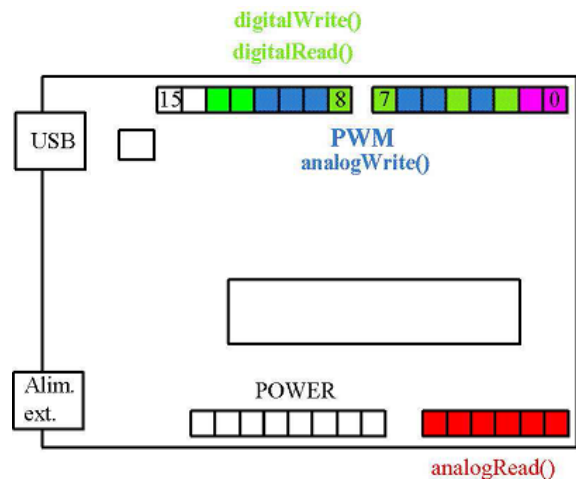 digitalWrite()
digitalRead()
15 8 7 0
USB
PWM
analogWrite()
Alim.
ext.
POWER
analogRead()